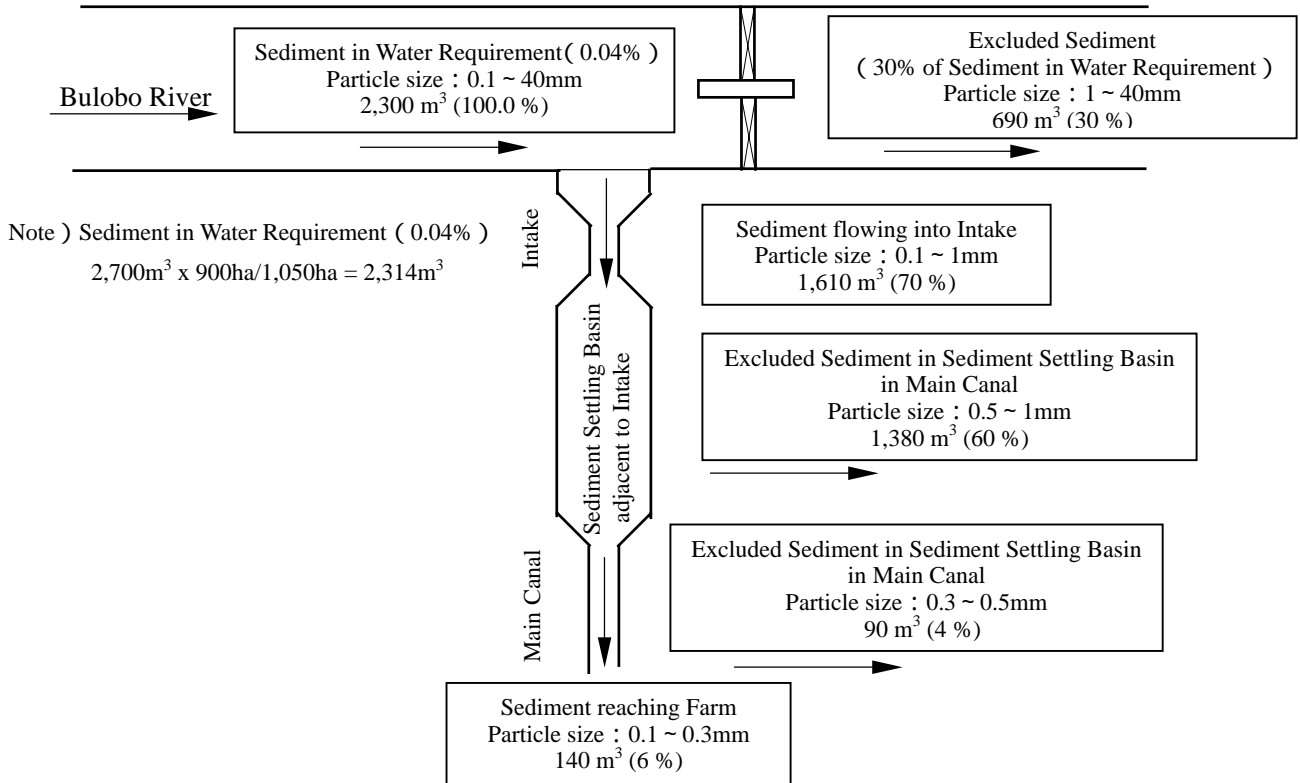 Sediment in Water Requirement( 0.04% )
Particle size：0.1 ~ 40mm
2,300 m³ (100.0 %)
Excluded Sediment
( 30% of Sediment in Water Requirement )
Particle size：1 ~ 40mm
690 m³ (30 %)
Bulobo River
Note ) Sediment in Water Requirement ( 0.04% )
2,700m³ x 900ha/1,050ha = 2,314m³
Intake
Sediment flowing into Intake
Particle size：0.1 ~ 1mm
1,610 m³ (70 %)
Sediment Settling Basin
adjacent to Intake
Excluded Sediment in Sediment Settling Basin
in Main Canal
Particle size：0.5 ~ 1mm
1,380 m³ (60 %)
Main Canal
Excluded Sediment in Sediment Settling Basin
in Main Canal
Particle size：0.3 ~ 0.5mm
90 m³ (4 %)
Sediment reaching Farm
Particle size：0.1 ~ 0.3mm
140 m³ (6 %)